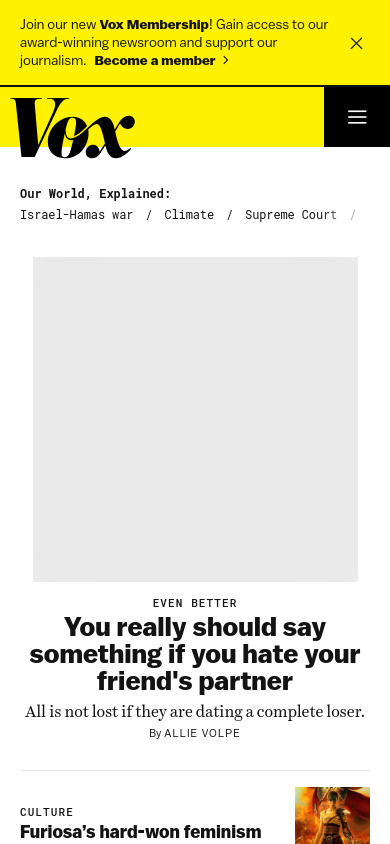 Join our new Vox Membership! Gain access to our
award-winning newsroom and support our
journalism. Become a member
Vox
Our World, Explained:
Israel-Hamas war / Climate / Supreme Court /
EVEN BETTER
You really should say
something if you hate your
friend's partner
All is not lost if they are dating a complete loser.
By ALLIE VOLPE
CULTURE
Furiosa’s hard-won feminism